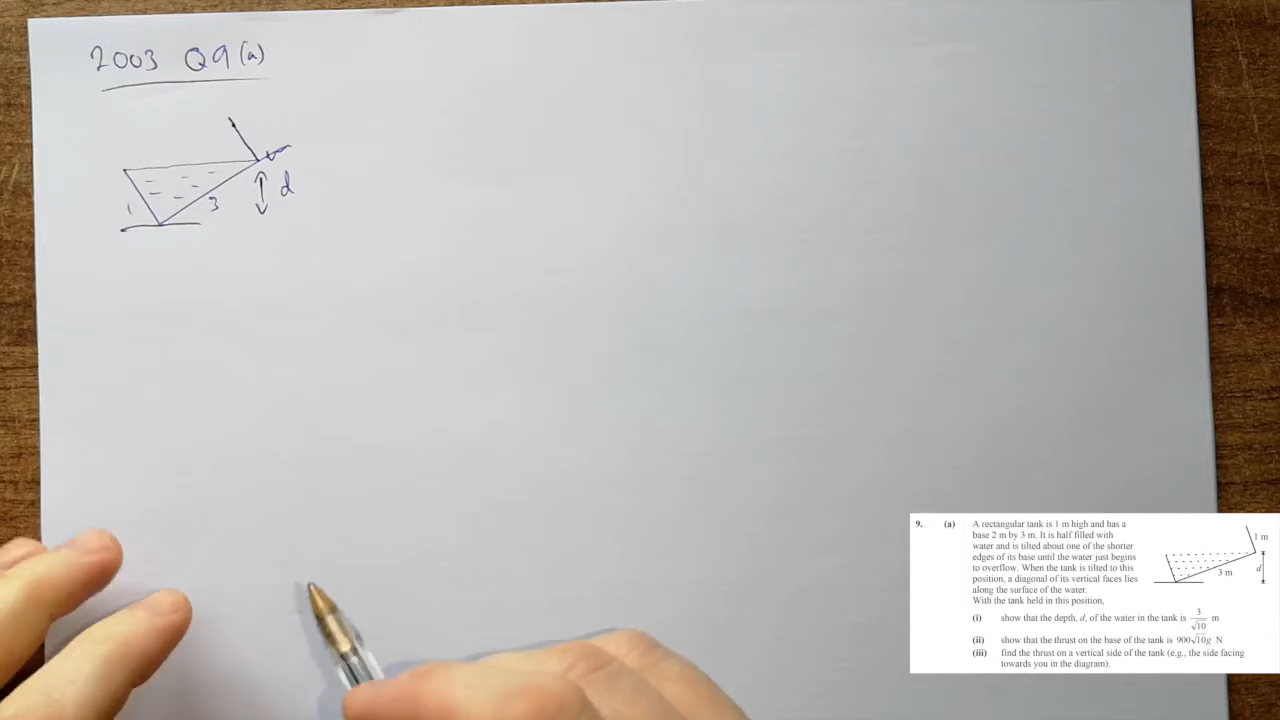 2003 Q9(a)
1
3
d
9. (a) A rectangular tank is 1 m high and has a
base 2 m by 3 m. It is half filled with
water and is tilted about one of the shorter
edges of its base until the water just begins
to overflow. When the tank is tilted to this
position, a diagonal of its vertical faces lies
along the surface of the water.
With the tank held in this position,
1 m
3 m
d
(i) show that the depth, d, of the water in the tank is 3/√10 m
(ii) show that the thrust on the base of the tank is 900√10g N
(iii) find the thrust on a vertical side of the tank (e.g., the side facing
towards you in the diagram).